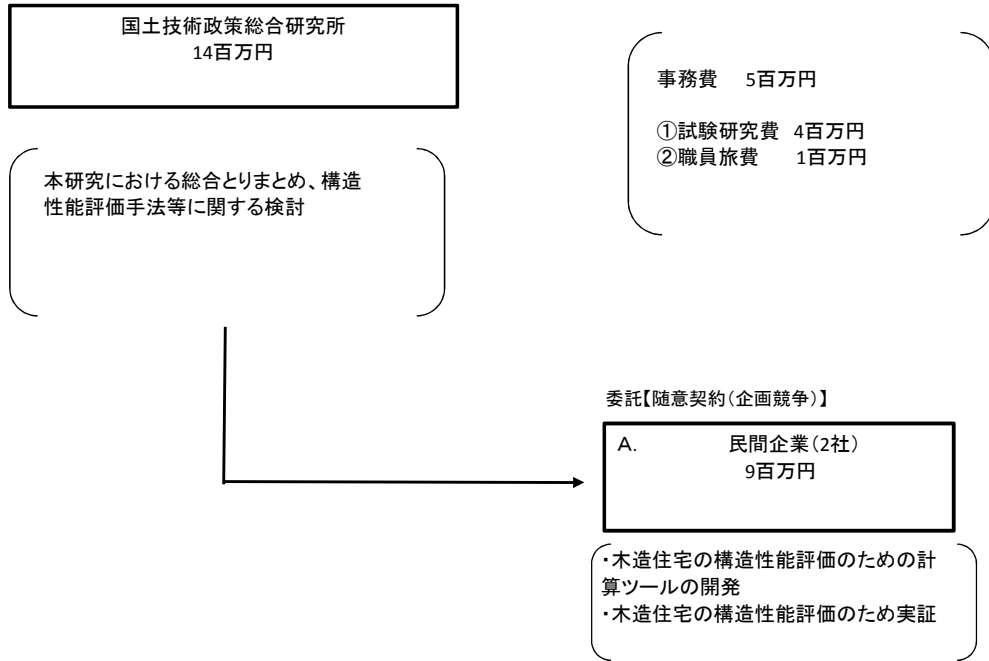 国土技術政策総合研究所
14百万円
事務費 5百万円
①試験研究費 4百万円
②職員旅費 1百万円
本研究における総合とりまとめ、構造
性能評価手法等に関する検討
委託【随意契約(企画競争)】
A. 民間企業(2社)
9百万円
・木造住宅の構造性能評価のための計
算ツールの開発
・木造住宅の構造性能評価のため実証